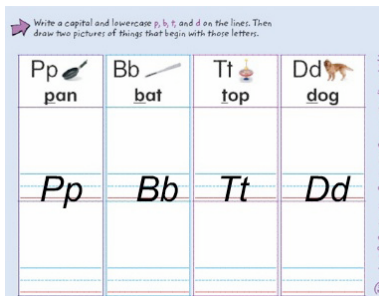 Write a capital and lowercase p, b, t, and d on the lines. Then
draw two pictures of things that begin with those letters.
Pp Bb Tt Dd
pan bat top dog
Pp Bb Tt Dd